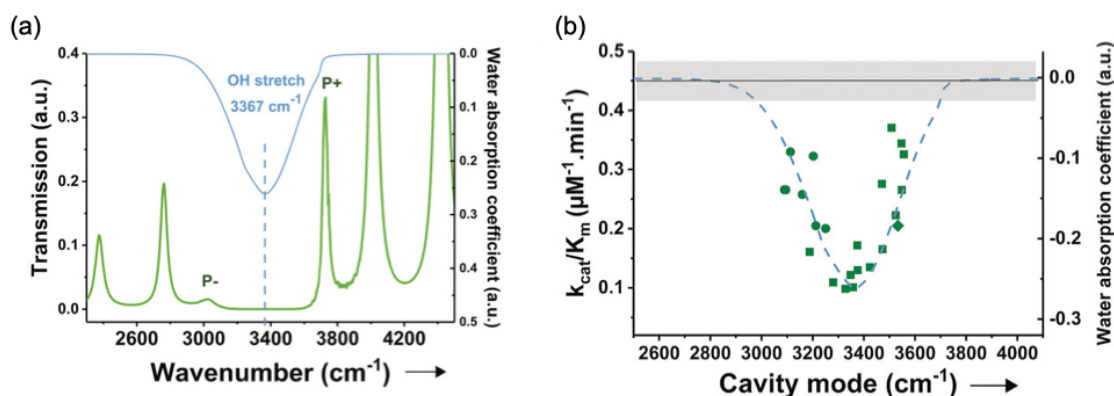 (a)
Transmission (a.u.)
0.4
0.3
0.2
0.1
0.0
OH stretch
3367 cm⁻¹
P+
P-
2600 3000 3400 3800 4200
Wavenumber (cm⁻¹)
0.0
0.1
0.2
0.3
0.4
0.5
Water absorption coefficient (a.u.)
(b)
k_cat/K_m (μM⁻¹.min⁻¹)
0.5
0.4
0.3
0.2
0.1
2600 2800 3000 3200 3400 3600 3800 4000
Cavity mode (cm⁻¹)
0.0
-0.1
-0.2
-0.3
Water absorption coefficient (a.u.)